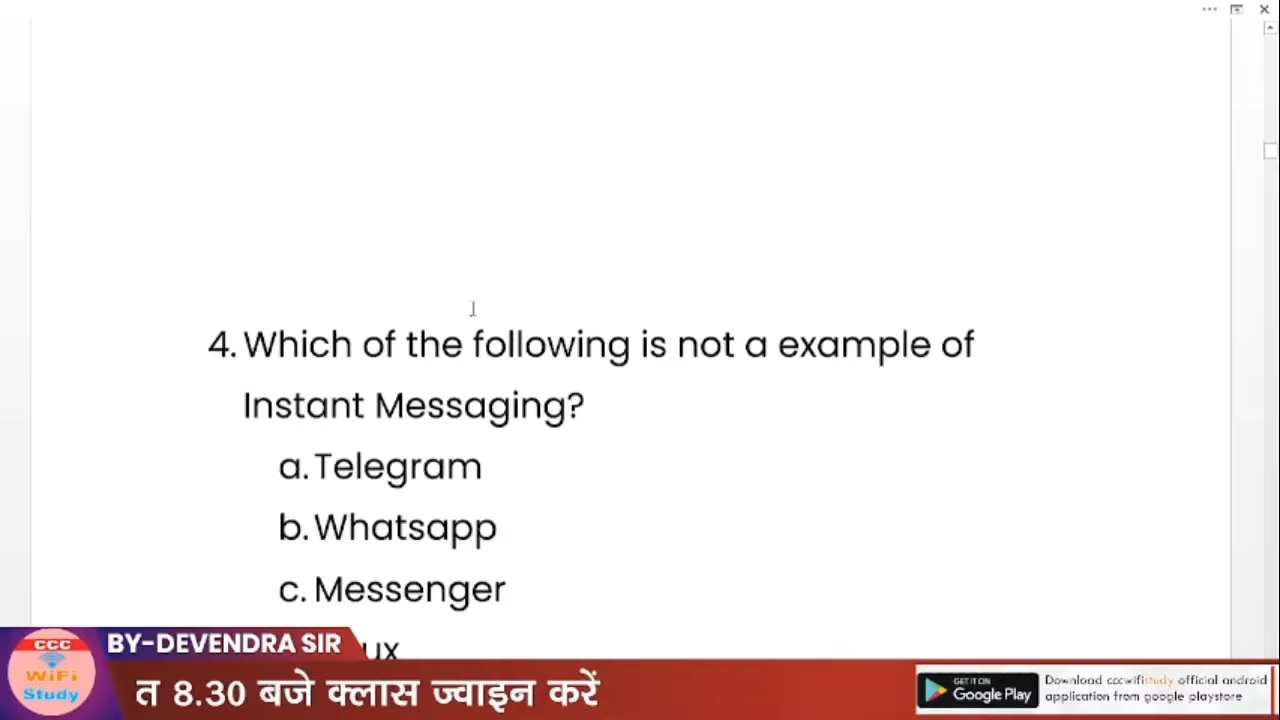 4. Which of the following is not a example of
Instant Messaging?
a. Telegram
b. Whatsapp
c. Messenger
CCC
WiFi
Study
BY-DEVENDRA SIR
8.30 बजे क्लास ज्वाइन करें
GET IT ON
Google Play
Download cccwifistudy official android
application from google playstore